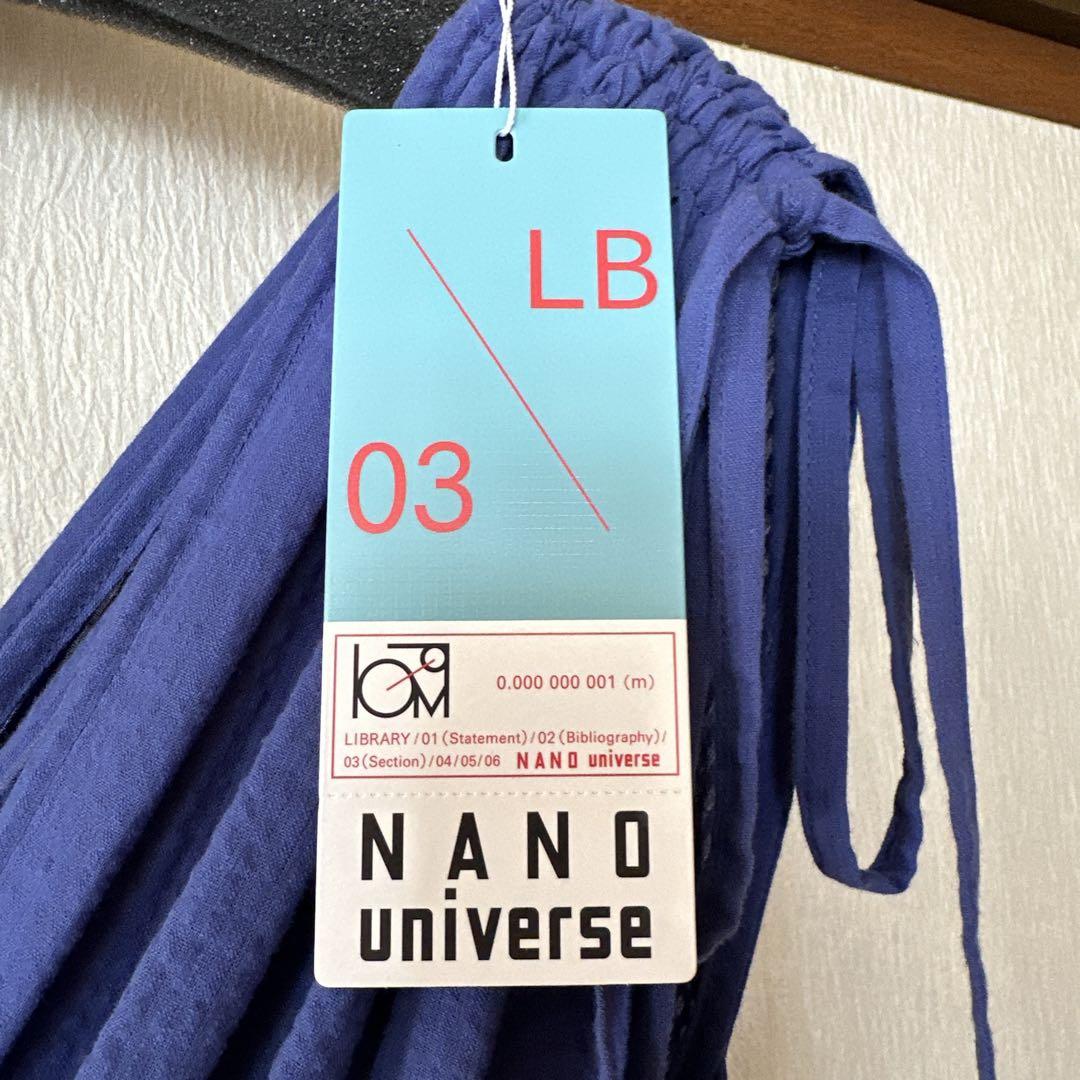 LB
03
0.000 000 001 (m)
LIBRARY/01(Statement)/02(Bibliography)/
03(Section)/04/05/06 NANO universe
NANO
universe